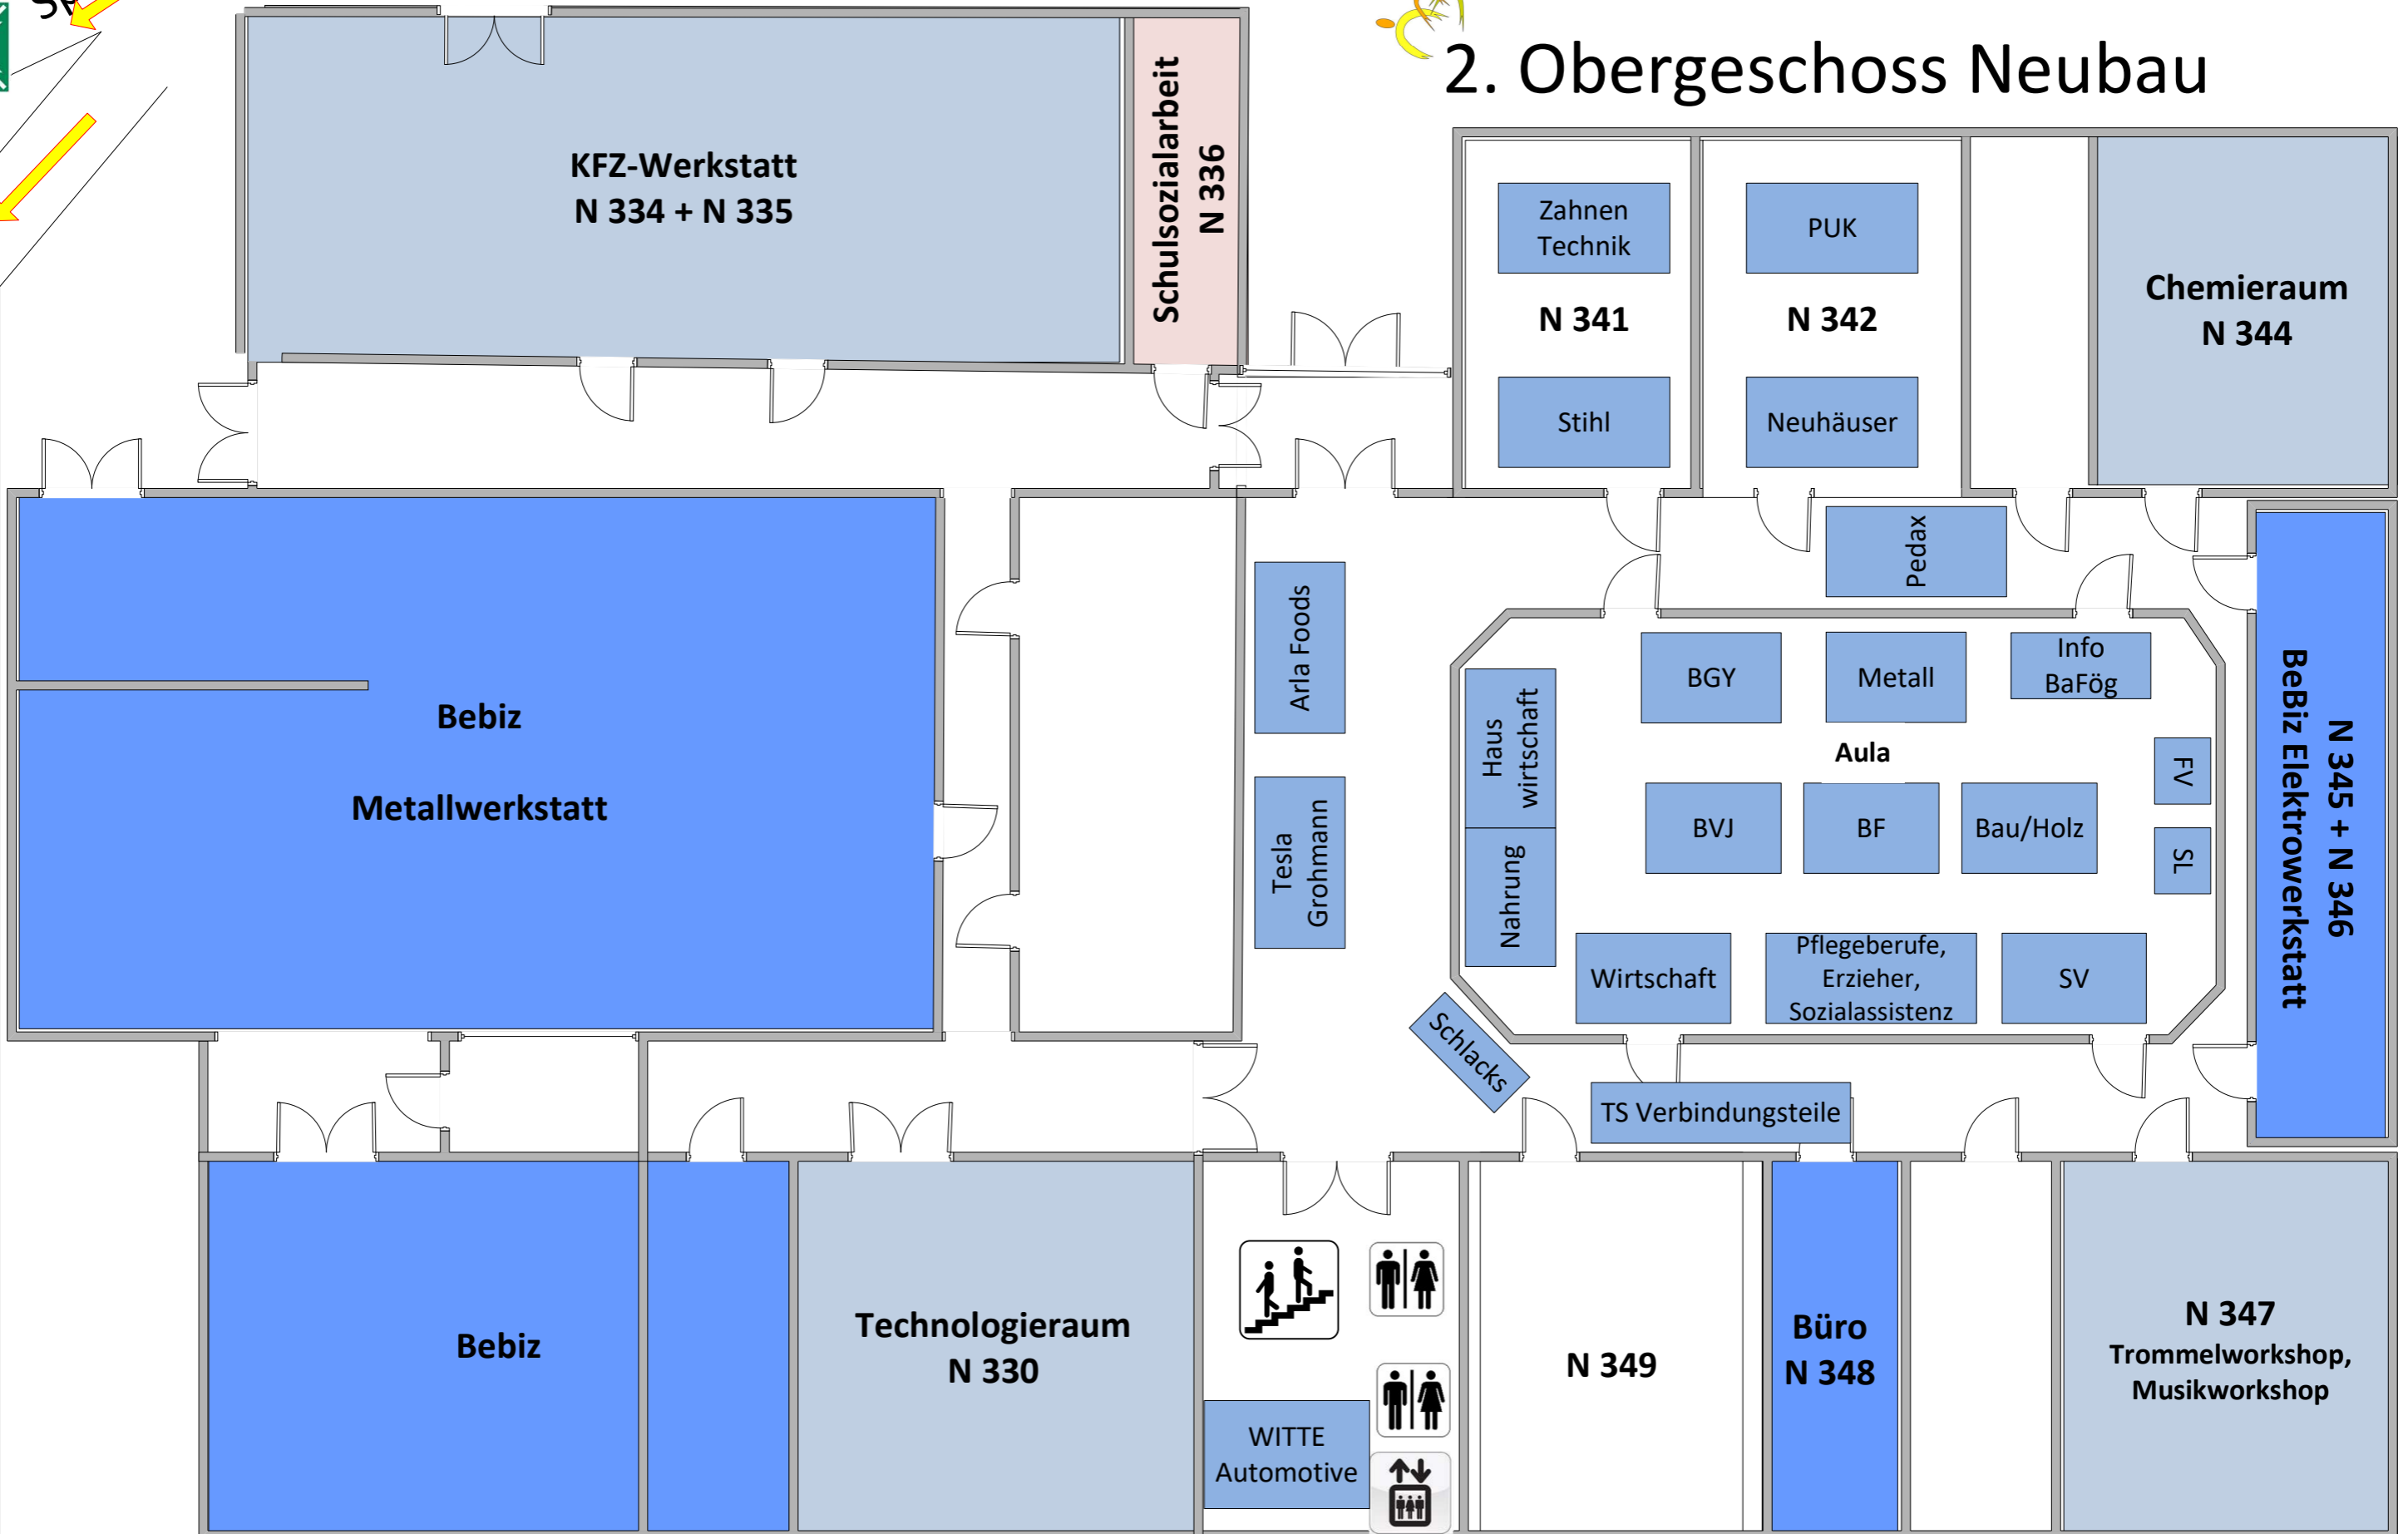 2. Obergeschoss Neubau
KFZ-Werkstatt
N 334 + N 335
Schulsozialarbeit
N 336
Zahnen
Technik
N 341
Stihl
PUK
N 342
Neuhäuser
Chemieraum
N 344
Pedax
Arla Foods
Tesla
Grohmann
Bebiz
Metallwerkstatt
Haus
wirtschaft
Nahrung
BGY
Metall
Info
BaFög
Aula
FV
SL
BVJ
BF
Bau/Holz
Wirtschaft
Pflegeberufe,
Erzieher,
Sozialassistenz
SV
N 345 + N 346
BeBiz Elektrowerkstatt
Schlacks
TS Verbindungsteile
Bebiz
Technologieraum
N 330
WITTE
Automotive
N 349
Büro
N 348
N 347
Trommelworkshop,
Musikworkshop